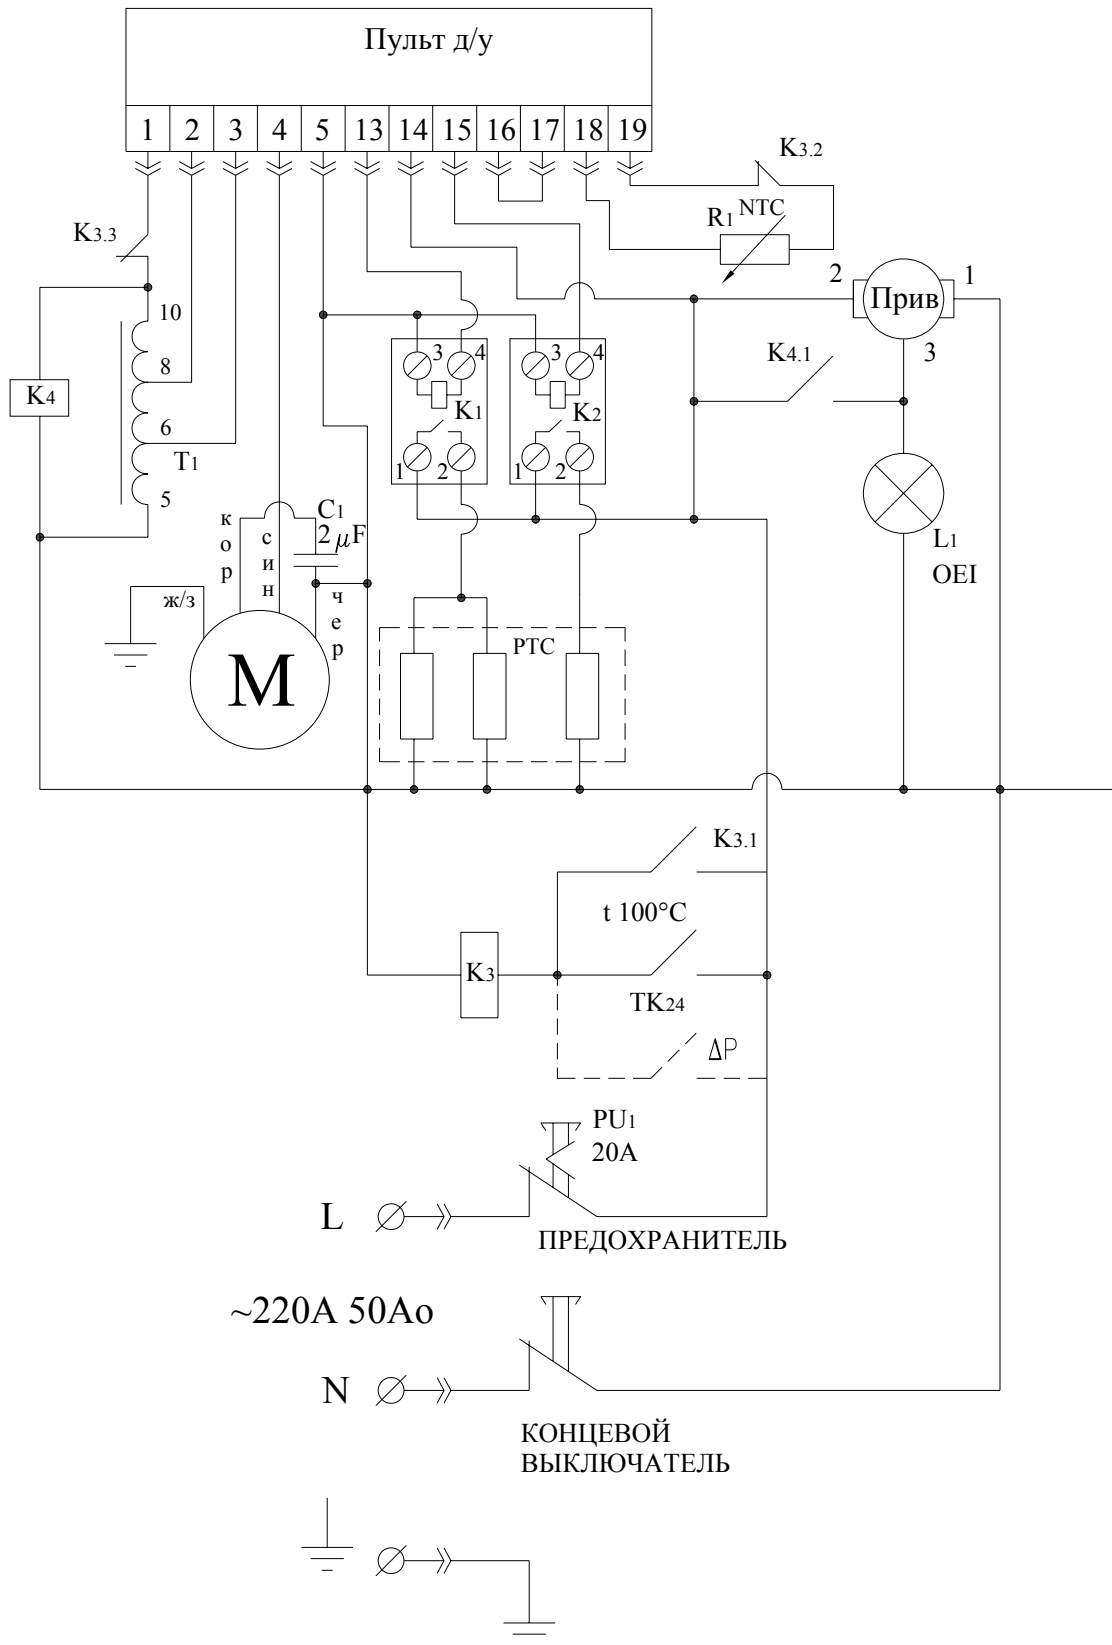 Пульт д/у
1 2 3 4 5 13 14 15 16 17 18 19
K3.2
R1 NTC
K3.3
2 Прив 1
10
3 4 3 4
3
8
K4.1
K4
K1 K2
6
T1
1 2 1 2
5
C1
2 μF
кор
син
L1
OEI
ж/з
чер
PTC
M
K3.1
t 100°C
K3
TK24
ΔP
PU1
20A
L
ПРЕДОХРАНИТЕЛЬ
~220A 50Ao
N
КОНЦЕВОЙ
ВЫКЛЮЧАТЕЛЬ